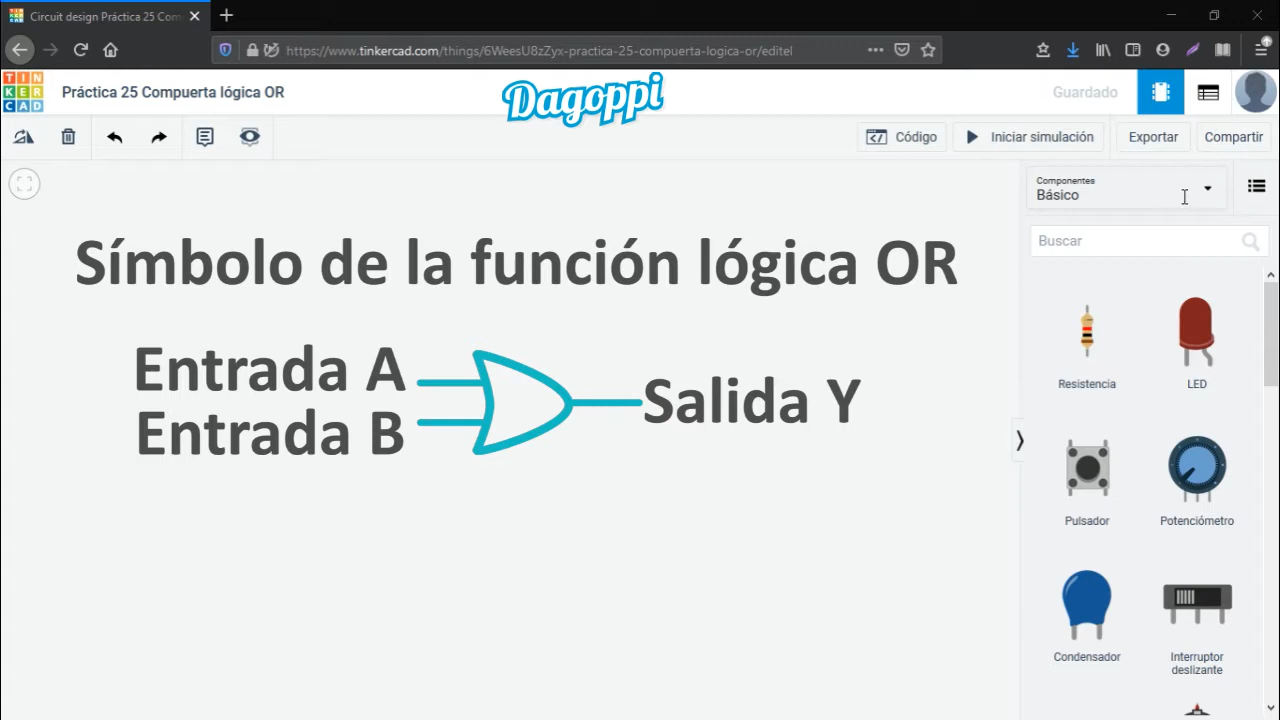 Circuit design Práctica 25 Com
https://www.tinkercad.com/things/6WeesU8zZyx-practica-25-compuerta-logica-or/editel
TIN
KER
CAD
Práctica 25 Compuerta lógica OR
Dagoppi
Guardado
Código
Iniciar simulación
Exportar
Compartir
Componentes
Básico
Buscar
Símbolo de la función lógica OR
Entrada A
Entrada B
Salida Y
Resistencia
LED
Pulsador
Potenciómetro
Condensador
Interruptor
deslizante